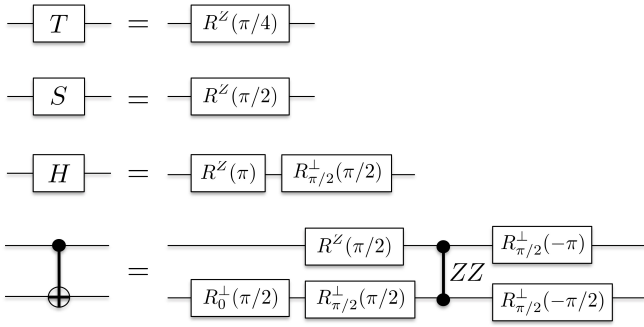 T = R^Z(π/4)
S = R^Z(π/2)
H = R^Z(π) R^⊥_{π/2}(π/2)
R^Z(π/2) R^⊥_{π/2}(-π)
= ZZ
R^⊥_0(π/2) R^⊥_{π/2}(π/2) R^⊥_{π/2}(-π/2)